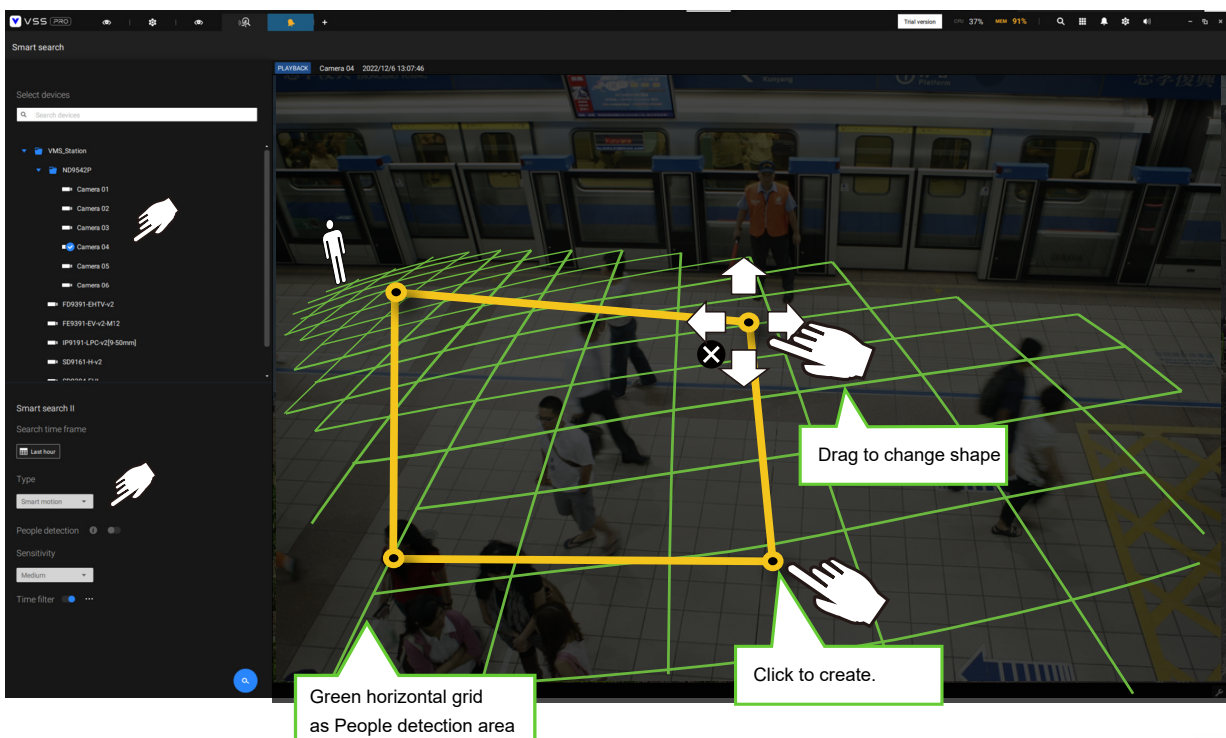 VSS PRO
+
Trial version
CPU 37%
MEM 91%
Smart search
PLAYBACK Camera 04 2022/12/6 13:07:46
Kunyang
Platform
Select devices
Search devices
VMS_Station
ND9542P
Camera 01
Camera 02
Camera 03
Camera 04
Camera 05
Camera 06
FD9391-EHTV-v2
FE9391-EV-v2-M12
IP9191-LPC-v2[9-50mm]
SD9161-H-v2
Smart search II
Search time frame
Last hour
Type
Smart motion
People detection
Sensitivity
Medium
Time filter
Drag to change shape
Click to create.
Green horizontal grid
as People detection area